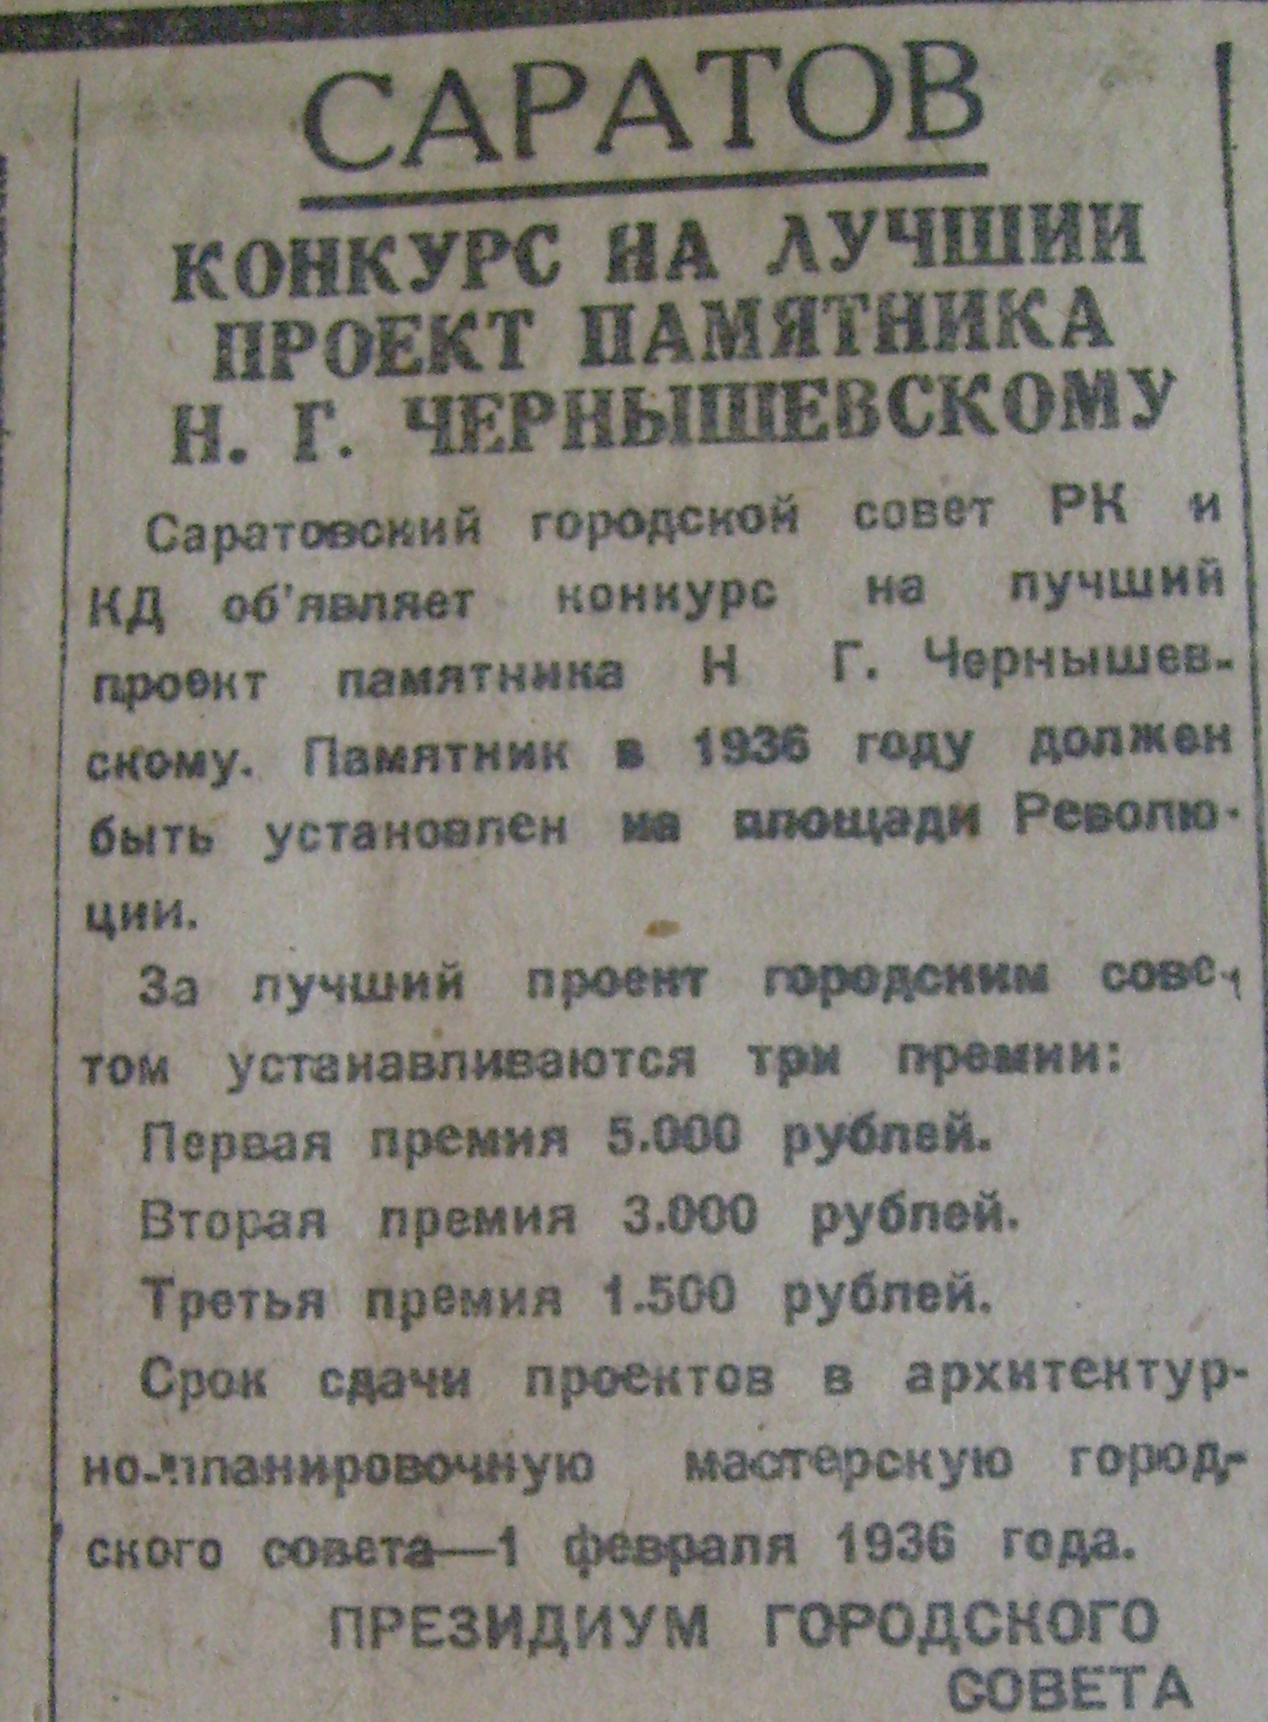 САРАТОВ
КОНКУРС НА ЛУЧШИЙ
ПРОЕКТ ПАМЯТНИКА
Н. Г. ЧЕРНЫШЕВСКОМУ
Саратовский городской совет РК и
КД об'являет конкурс на лучший
проект памятника Н Г. Чернышев-
скому. Памятник в 1936 году должен
быть установлен на площади Револю-
ции.
За лучший проект городским сове-
том устанавливаются три премии:
Первая премия 5.000 рублей.
Вторая премия 3.000 рублей.
Третья премия 1.500 рублей.
Срок сдачи проектов в архитектур-
но-планировочную мастерскую город-
ского совета—1 февраля 1936 года.
ПРЕЗИДИУМ ГОРОДСКОГО
СОВЕТА